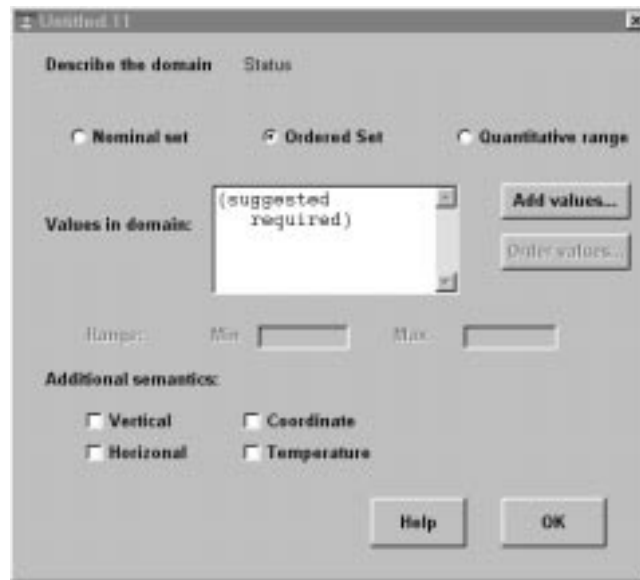 Untitled 11
Describe the domain Status
Nominal set Ordered Set Quantitative range
Values in domain: (suggested
required)
Add values...
Order values...
Range: Min Max
Additional semantics:
Vertical Coordinate
Horizonal Temperature
Help OK